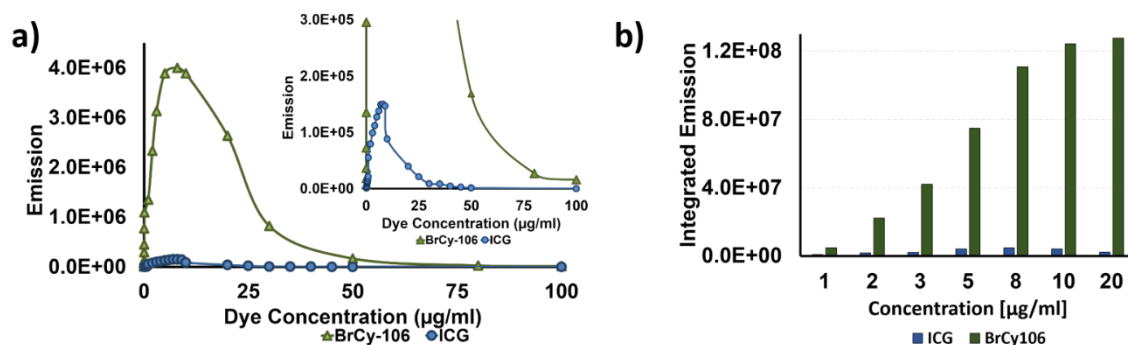 a)
Emission
4.0E+06
3.0E+06
2.0E+06
1.0E+06
0.0E+00
0 25 50 75 100
Dye Concentration (µg/ml)
BrCy-106 ICG
Emission
3.0E+05
2.0E+05
1.0E+05
0.0E+00
0 50 100
Dye Concentration (µg/ml)
BrCy-106 ICG
b)
Integrated Emission
1.2E+08
8.0E+07
4.0E+07
0.0E+00
1 2 3 5 8 10 20
Concentration [µg/ml]
ICG BrCy106